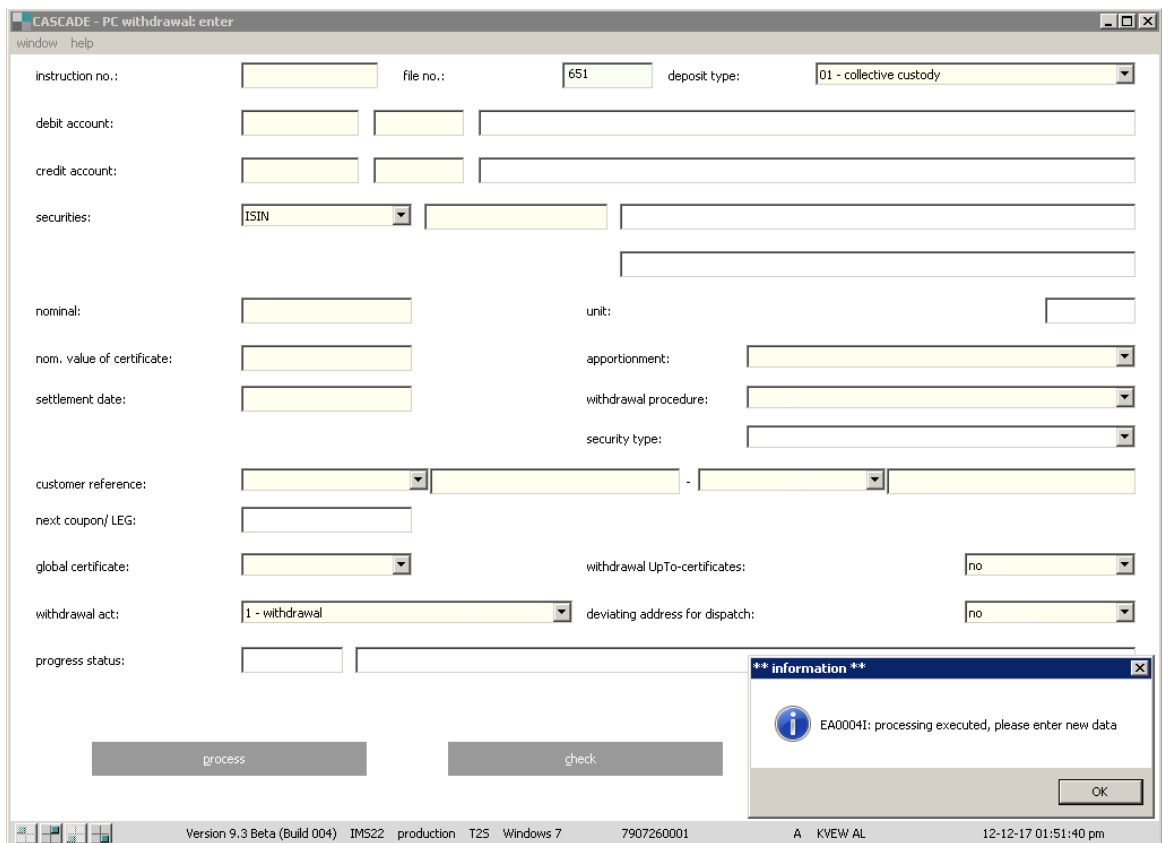 CASCADE - PC withdrawal: enter
window help
instruction no.: file no.: 651 deposit type: 01 - collective custody
debit account:
credit account:
securities: ISIN
nominal: unit:
nom. value of certificate: apportionment:
settlement date: withdrawal procedure:
security type:
customer reference: -
next coupon/ LEG:
global certificate: withdrawal UpTo-certificates: no
withdrawal act: 1 - withdrawal deviating address for dispatch: no
progress status:
** information **
EA0004I: processing executed, please enter new data
OK
process check
Version 9.3 Beta (Build 004) IMS22 production T2S Windows 7 7907260001 A KVEW AL 12-12-17 01:51:40 pm